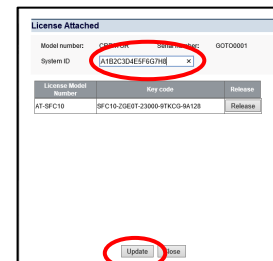 License Attached
Model number: Serial number: GOTO0001
System ID A1B2C3D4E5F6G7H8 ×
License Model Number Key code Release
AT-SFC10 SFC10-ZGE0T-23000-9TKCG-9A128 Release
Update Close